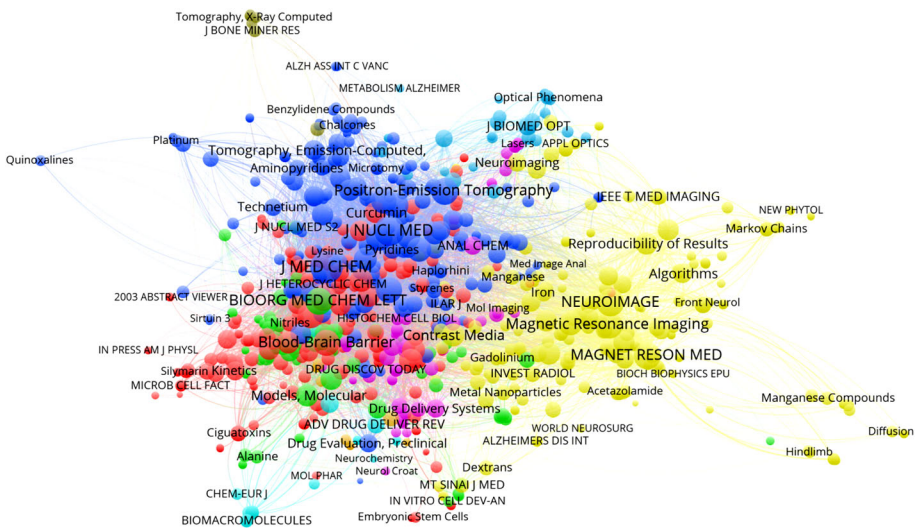 Tomography, X-Ray Computed
J BONE MINER RES
ALZH ASS INT C VANC
METABOLISM ALZHEIMER
Optical Phenomena
Benzylidene Compounds
Chalcones
J BIOMED OPT
Platinum
Lasers
APPL OPTICS
Tomography, Emission-Computed,
Quinoxalines
Neuroimaging
Aminopyridines
Microtomy
Positron-Emission Tomography
IEEE T MED IMAGING
Technetium
Curcumin
NEW PHYTOL
J NUCL MED S2
J NUCL MED
Markov Chains
ANAL CHEM
Reproducibility of Results
Lysine
Pyridines
Med Image Anal
J MED CHEM
Haplorhini
Manganese
Algorithms
J HETEROCYCLIC CHEM
Styrenes
Iron
2003 ABSTRACT VIEWER
BIOORG MED CHEM LETT
ILAR J
Mol Imaging
NEUROIMAGE
Front Neurol
Sirtuin 3
Nitriles
HISTOCHEM CELL BIOL
Magnetic Resonance Imaging
Blood-Brain Barrier
Contrast Media
IN PRESS AM J PHYSL
Gadolinium
MAGNET RESON MED
Silymarin Kinetics
DRUG DISCOV TODAY
INVEST RADIOL
BIOCH BIOPHYSICS EPU
MICROB CELL FACT
Models, Molecular
Metal Nanoparticles
Acetazolamide
Manganese Compounds
Drug Delivery Systems
ADV DRUG DELIVER REV
WORLD NEUROSURG
Ciguatoxins
Diffusion
Drug Evaluation, Preclinical
ALZHEIMERS DIS INT
Alanine
Neurochemistry
Hindlimb
Neural Croat
Dextrans
MOL PHAR
MT SINAI J MED
CHEM-EUR J
IN VITRO CELL DEV-AN
BIOMACROMOLECULES
Embryonic Stem Cells